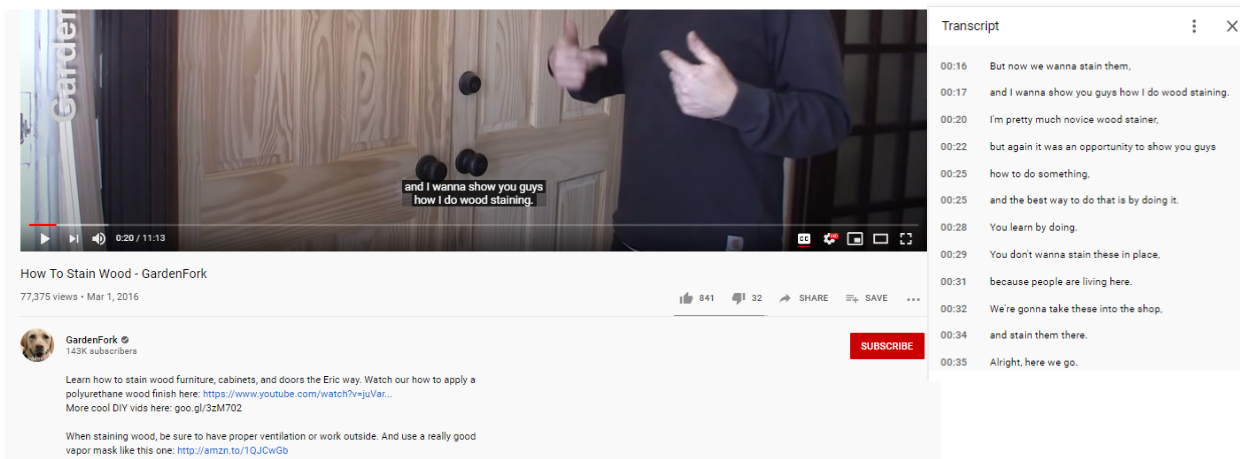 Garden
and I wanna show you guys
how I do wood staining.
0:20 / 11:13
CC
HD
How To Stain Wood - GardenFork
77,375 views • Mar 1, 2016
841
32
SHARE
SAVE
GardenFork
143K subscribers
SUBSCRIBE
Learn how to stain wood furniture, cabinets, and doors the Eric way. Watch our how to apply a
polyurethane wood finish here: https://www.youtube.com/watch?v=juVar...
More cool DIY vids here: goo.gl/3zM702
When staining wood, be sure to have proper ventilation or work outside. And use a really good
vapor mask like this one: http://amzn.to/1QJCwGb
Transcript
00:16 But now we wanna stain them,
00:17 and I wanna show you guys how I do wood staining.
00:20 I'm pretty much novice wood stainer,
00:22 but again it was an opportunity to show you guys
00:25 how to do something,
00:25 and the best way to do that is by doing it.
00:28 You learn by doing.
00:29 You don't wanna stain these in place,
00:31 because people are living here.
00:32 We're gonna take these into the shop,
00:34 and stain them there.
00:35 Alright, here we go.